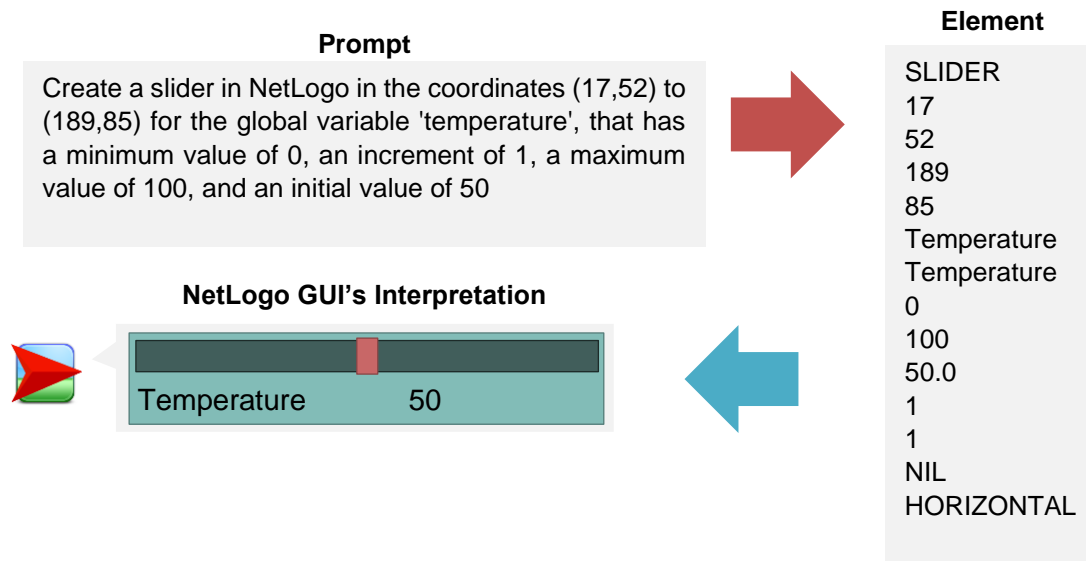 Prompt
Create a slider in NetLogo in the coordinates (17,52) to
(189,85) for the global variable 'temperature', that has
a minimum value of 0, an increment of 1, a maximum
value of 100, and an initial value of 50
Element
SLIDER
17
52
189
85
Temperature
Temperature
0
100
50.0
1
1
NIL
HORIZONTAL
NetLogo GUI’s Interpretation
Temperature 50